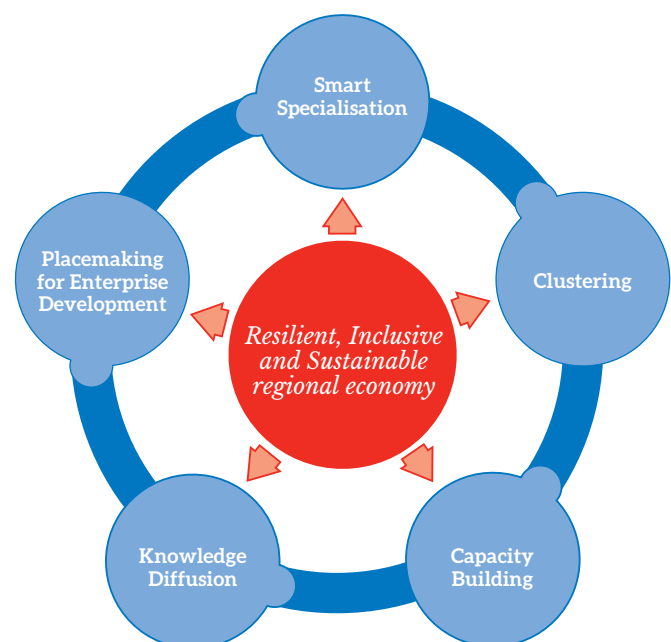 Smart
Specialisation
Placemaking
for Enterprise
Development
Clustering
Resilient, Inclusive
and Sustainable
regional economy
Knowledge
Diffusion
Capacity
Building